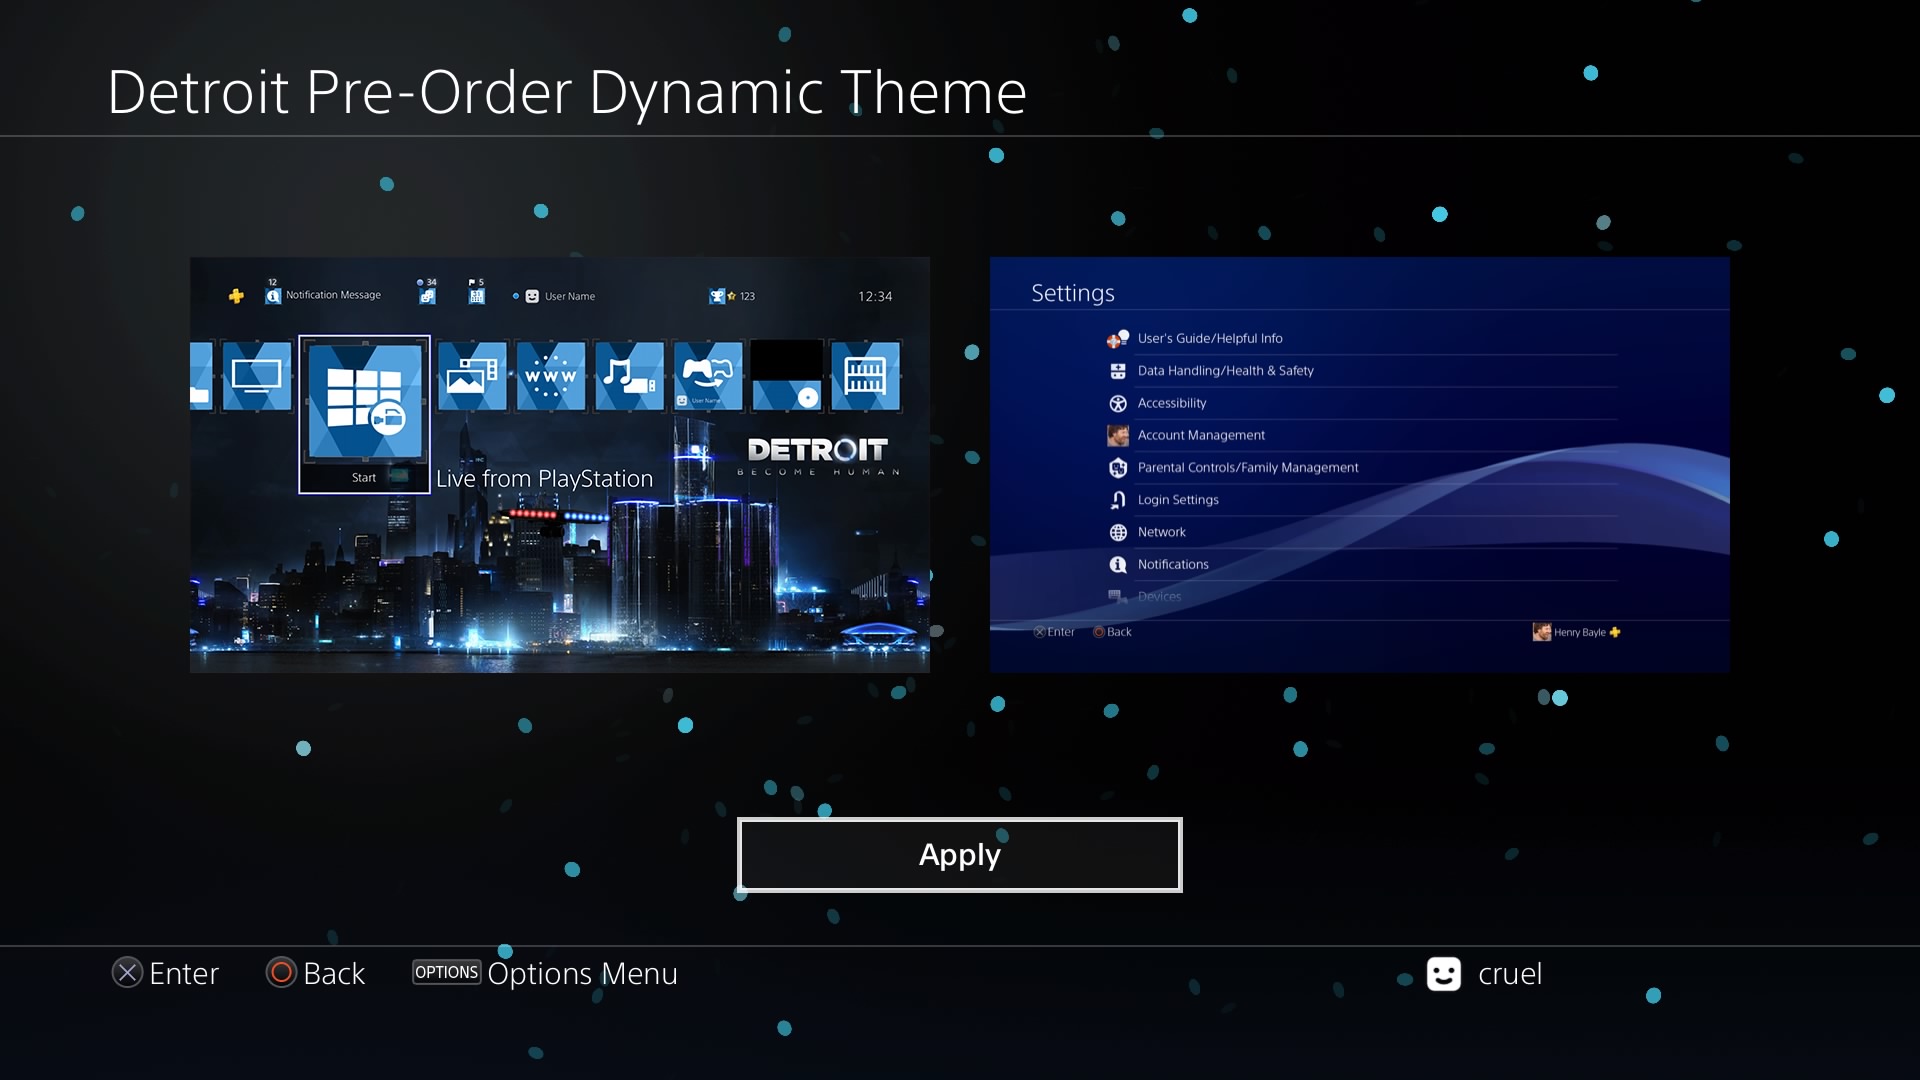 Detroit Pre-Order Dynamic Theme
12
Notification Message
34
5
User Name
123
12:34
www
User Name
Start
Live from PlayStation
DETROIT
BECOME HUMAN
Settings
User's Guide/Helpful Info
Data Handling/Health & Safety
Accessibility
Account Management
Parental Controls/Family Management
Login Settings
Network
Notifications
Devices
Enter
Back
Henry Bayle
Apply
Enter
Back
OPTIONS Options Menu
cruel